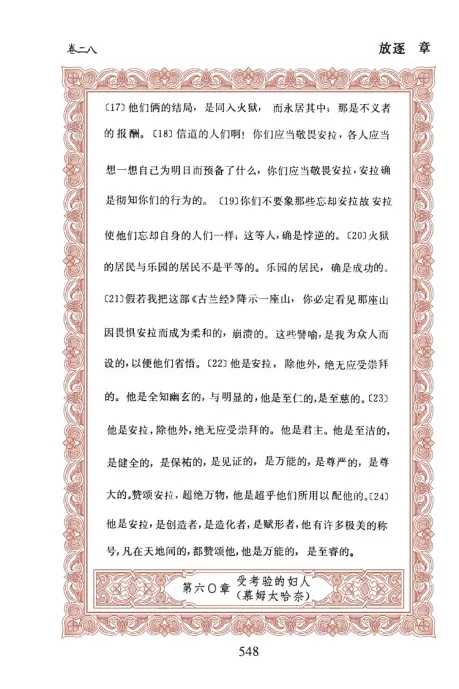 卷二八
放逐 章
〔17〕他们俩的结局，是同入火狱， 而永居其中；那是不义者
的报酬。〔18〕信道的人们啊！你们应当敬畏安拉，各人应当
想一想自己为明日而预备了什么，你们应当敬畏安拉，安拉确
是彻知你们的行为的。〔19〕你们不要象那些忘却安拉故安拉
使他们忘却自身的人们一样；这等人，确是悖逆的。〔20〕火狱
的居民与乐园的居民不是平等的。乐园的居民，确是成功的。
〔21〕假若我把这部《古兰经》降示一座山，你必定看见那座山
因畏惧安拉而成为柔和的，崩溃的。这些譬喻，是我为众人而
设的，以便他们省悟。〔22〕他是安拉，除他外，绝无应受崇拜
的。他是全知幽玄的，与明显的，他是至仁的，是至慈的。〔23〕
他是安拉，除他外，绝无应受崇拜的。他是君主。他是至洁的，
是健全的，是保祐的，是见证的，是万能的，是尊严的，是尊
大的。赞颂安拉，超绝万物，他是超乎他们所用以配他的。〔24〕
他是安拉，是创造者，是造化者，是赋形者，他有许多极美的称
号，凡在天地间的，都赞颂他，他是万能的， 是至睿的。
第六〇章 受考验的妇人
（慕姆太哈奈）
548